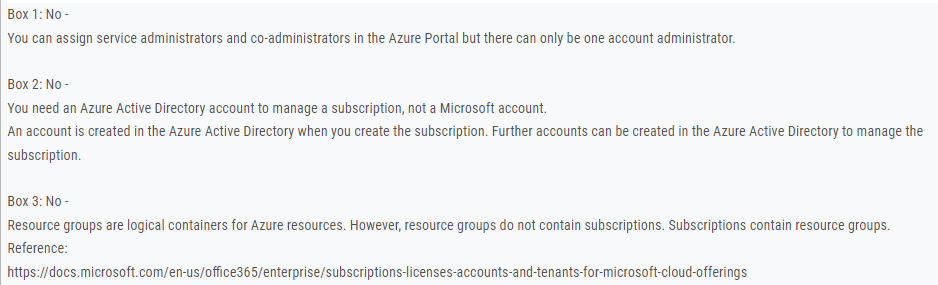 Box 1: No -
You can assign service administrators and co-administrators in the Azure Portal but there can only be one account administrator.
Box 2: No -
You need an Azure Active Directory account to manage a subscription, not a Microsoft account.
An account is created in the Azure Active Directory when you create the subscription. Further accounts can be created in the Azure Active Directory to manage the
subscription.
Box 3: No -
Resource groups are logical containers for Azure resources. However, resource groups do not contain subscriptions. Subscriptions contain resource groups.
Reference:
https://docs.microsoft.com/en-us/office365/enterprise/subscriptions-licenses-accounts-and-tenants-for-microsoft-cloud-offerings